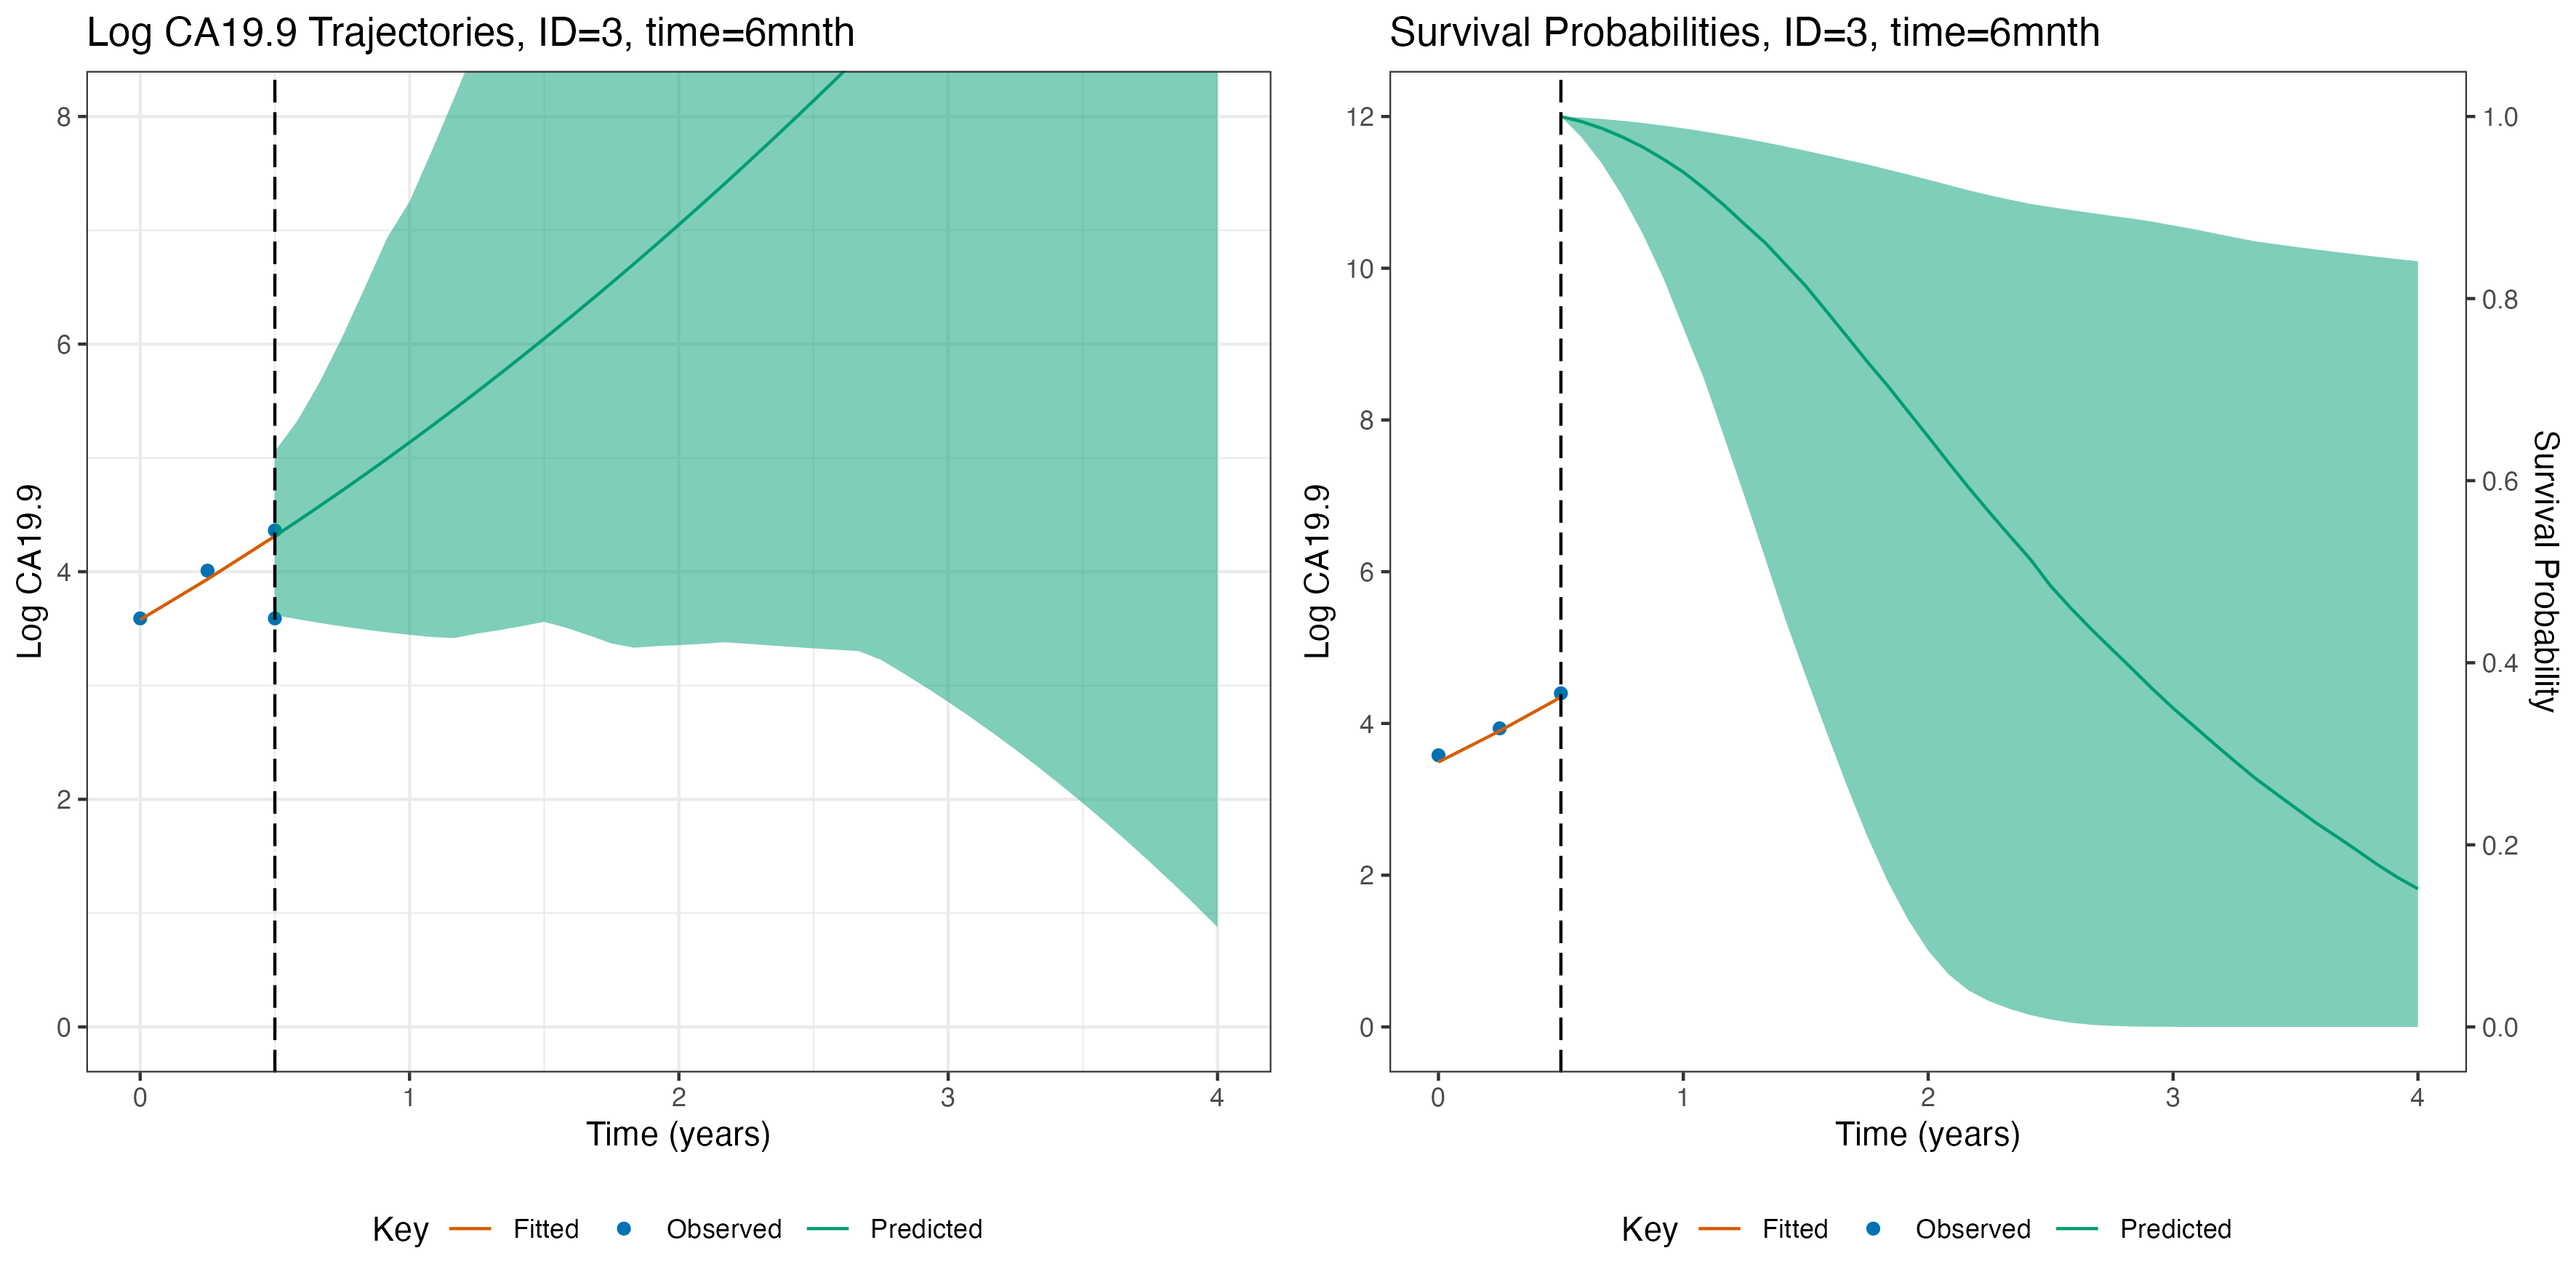 Log CA19.9 Trajectories, ID=3, time=6mnth
Log CA19.9
8
6
4
2
0
0 1 2 3 4
Time (years)
Key Fitted Observed Predicted
Survival Probabilities, ID=3, time=6mnth
Log CA19.9
12
10
8
6
4
2
0
1.0
0.8
0.6
0.4
0.2
0.0
Survival Probability
0 1 2 3 4
Time (years)
Key Fitted Observed Predicted